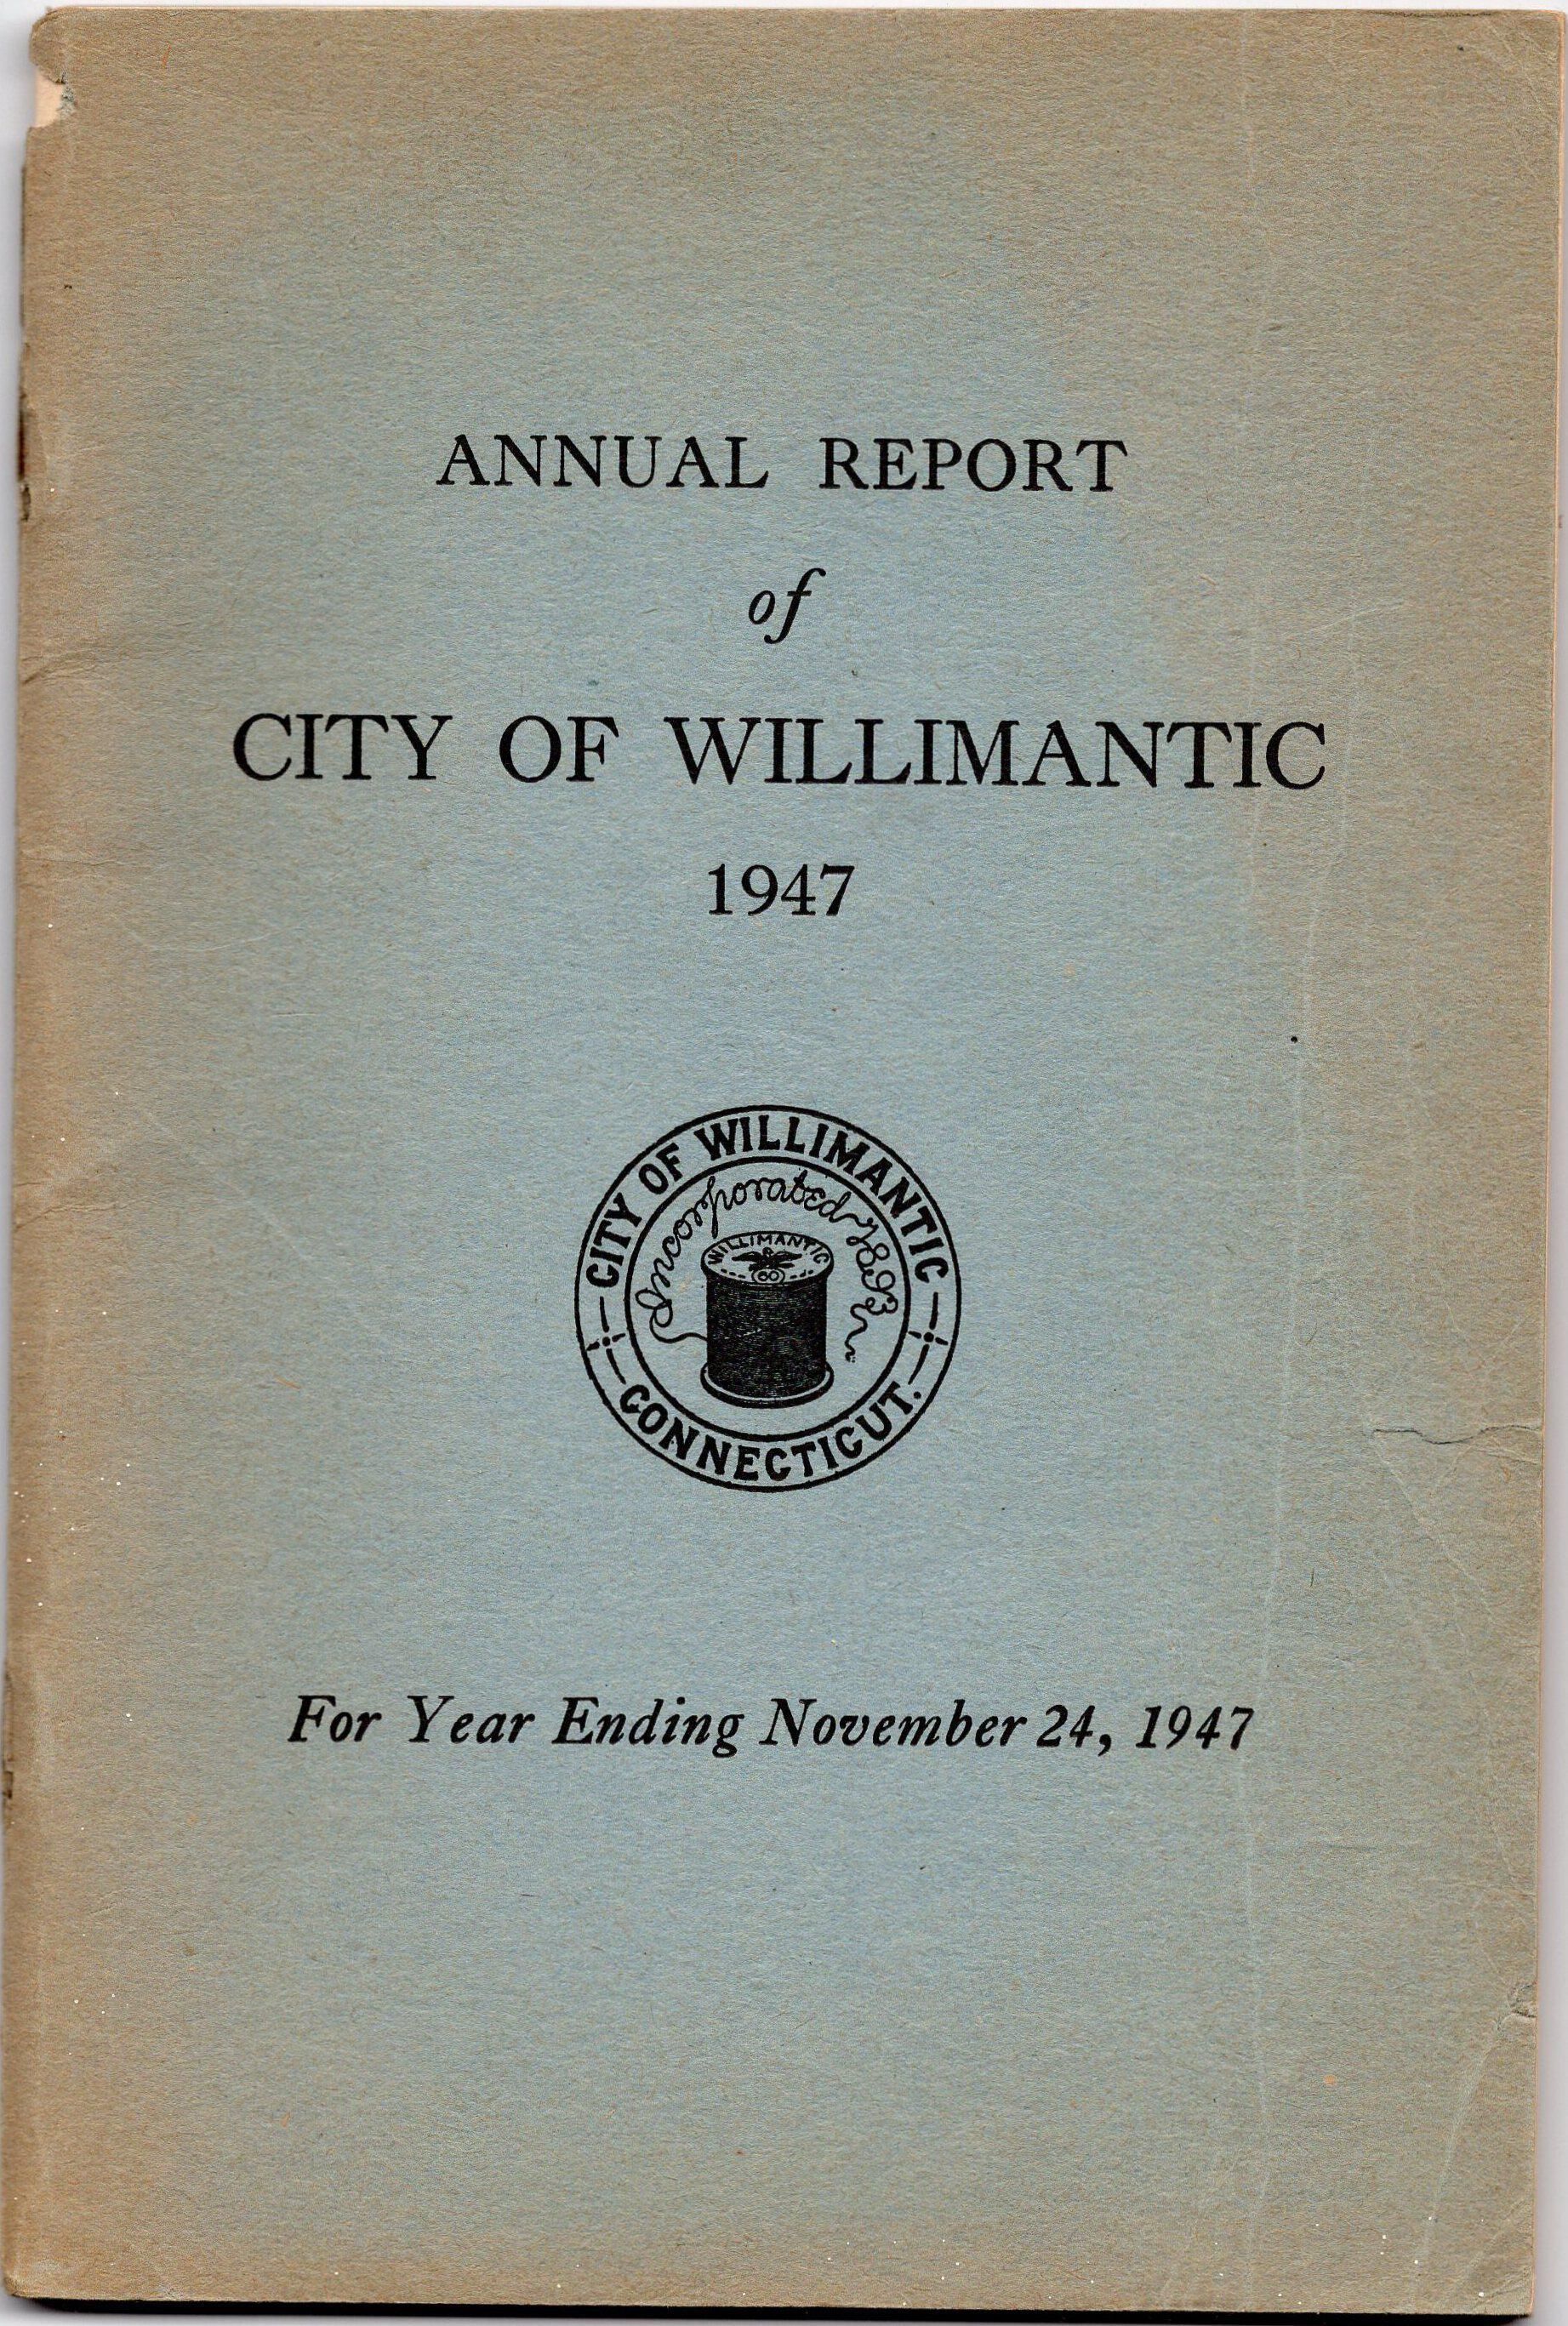 ANNUAL REPORT
of
CITY OF WILLIMANTIC
1947
CITY OF WILLIMANTIC
Incorporated 1893
WILLIMANTIC
60
CONNECTICUT.
For Year Ending November 24, 1947